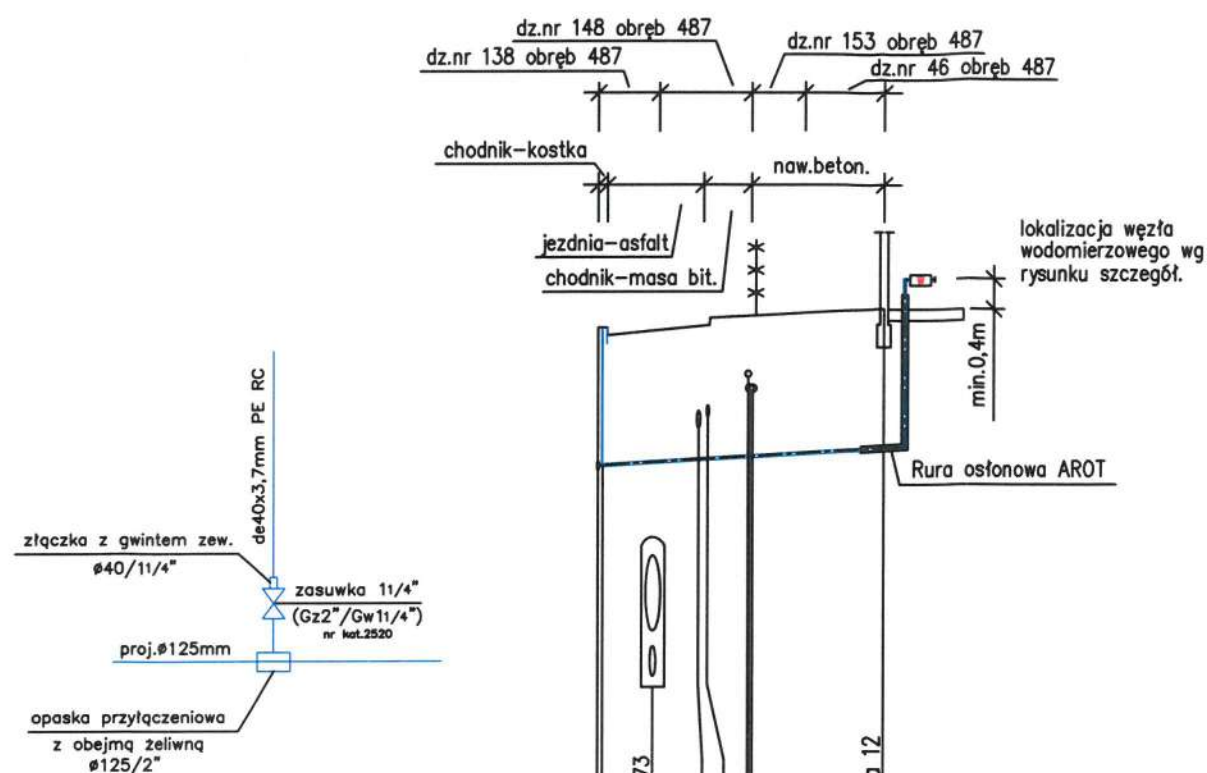 dz.nr 148 obręb 487
dz.nr 153 obręb 487
dz.nr 138 obręb 487
dz.nr 46 obręb 487
chodnik-kostka
naw.beton.
jezdnia-asfalt
chodnik-masa bit.
lokalizacja węzła
wodomierzowego wg
rysunku szczegół.
min.0,4m
Rura osłonowa AROT
de40x3,7mm PE RC
złączka z gwintem zew.
ø40/11/4"
zasuwka 11/4"
(Gz2"/Gw11/4")
nr kat.2520
proj.ø125mm
opaska przyłączeniowa
z obejmą żeliwną
ø125/2"
73
12